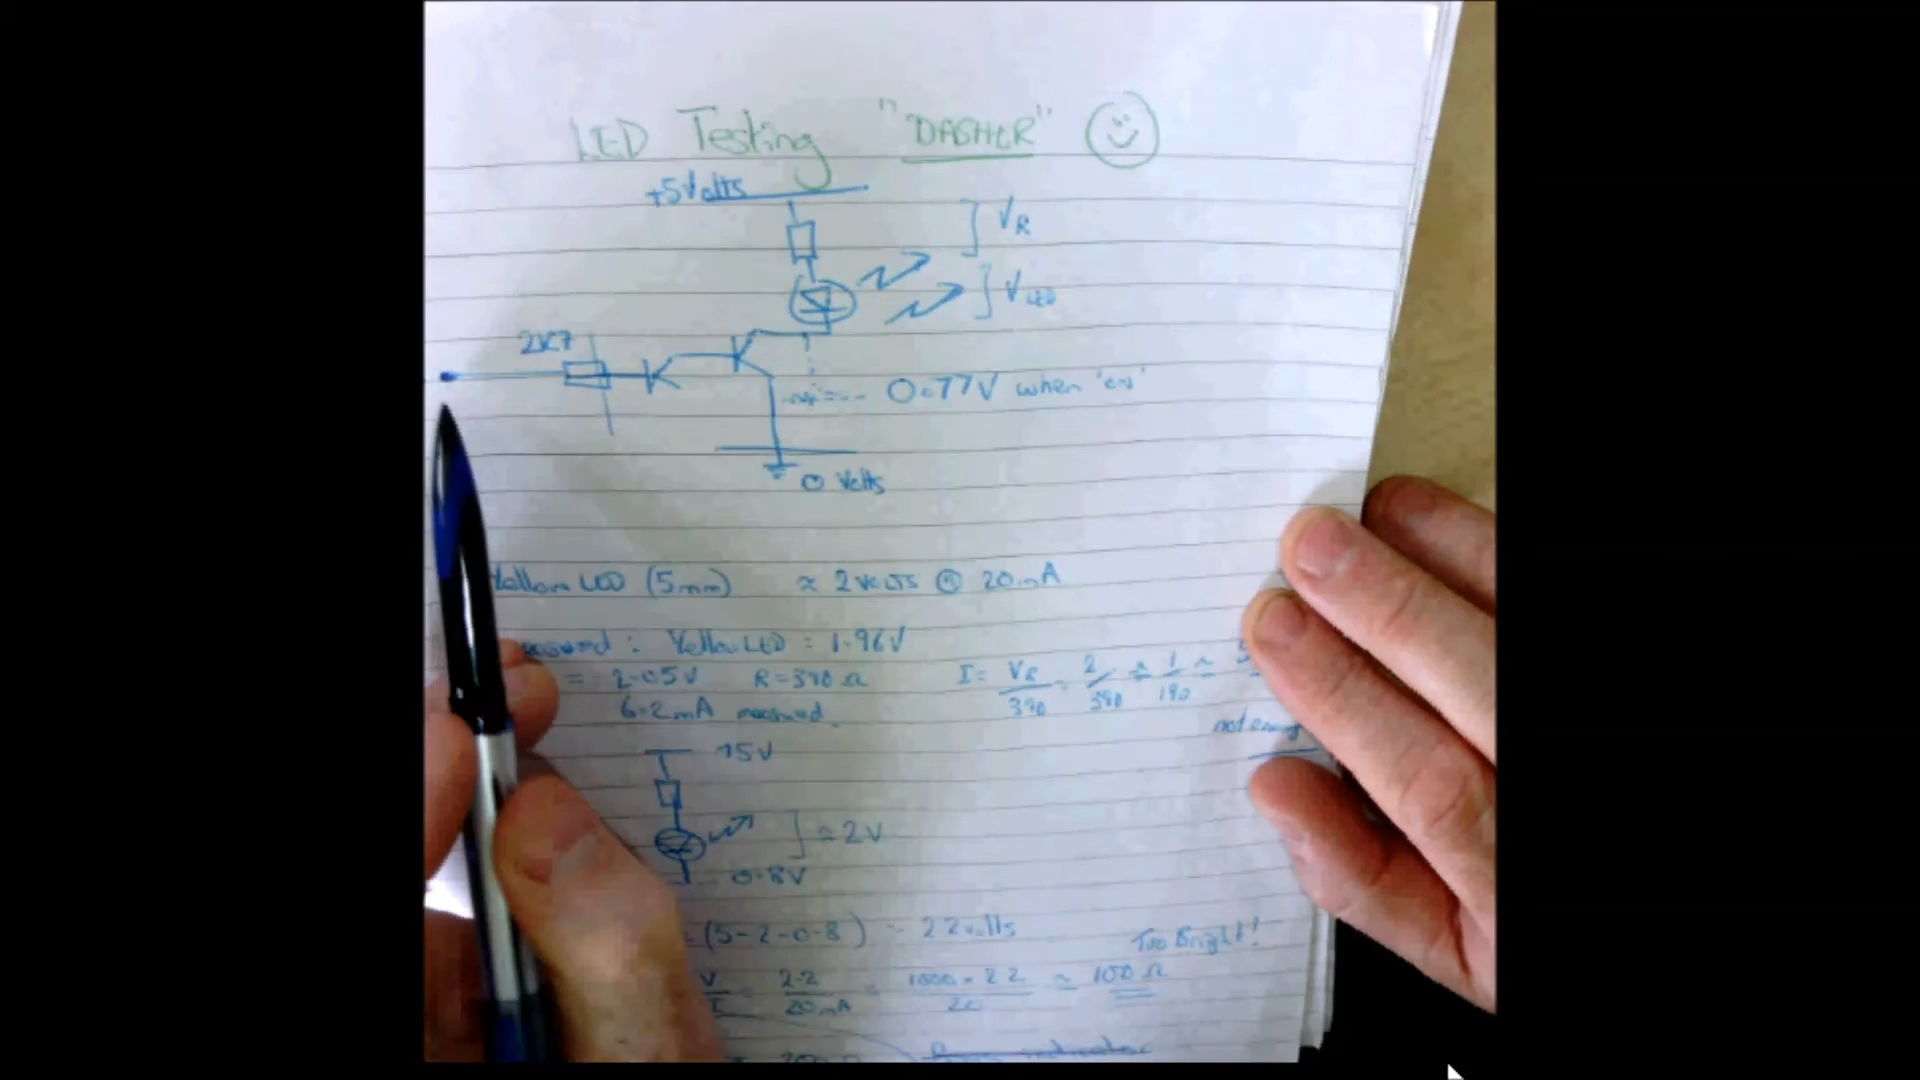 LED Testing "DASHER"
+5Volts
VR
VLED
2K7
0.77V when 'on'
0 Volts
Yellow LED (5mm) ≈ 2 VOLTS @ 20mA
: Yellow LED = 1.96V
= 2.05V R = 390 Ω I = VR/390 = 2/390 ≈ 1/190 ≈
6.2mA measured.
not
15V
≈ 2V
0.8V
= (5-2-0.8) = 2.2 volts
Too Bright!
V/I = 2.2/20mA = 1000 × 2.2/20 ≈ 100 Ω